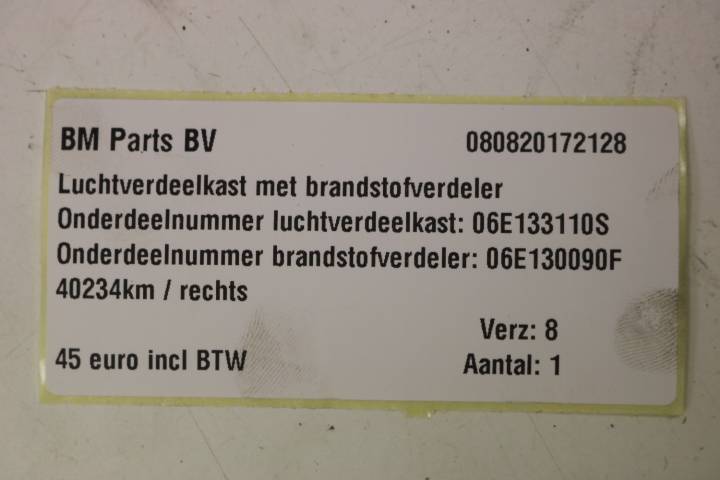 BM Parts BV 080820172128
Luchtverdeelkast met brandstofverdeler
Onderdeelnummer luchtverdeelkast: 06E133110S
Onderdeelnummer brandstofverdeler: 06E130090F
40234km / rechts
Verz: 8
45 euro incl BTW Aantal: 1